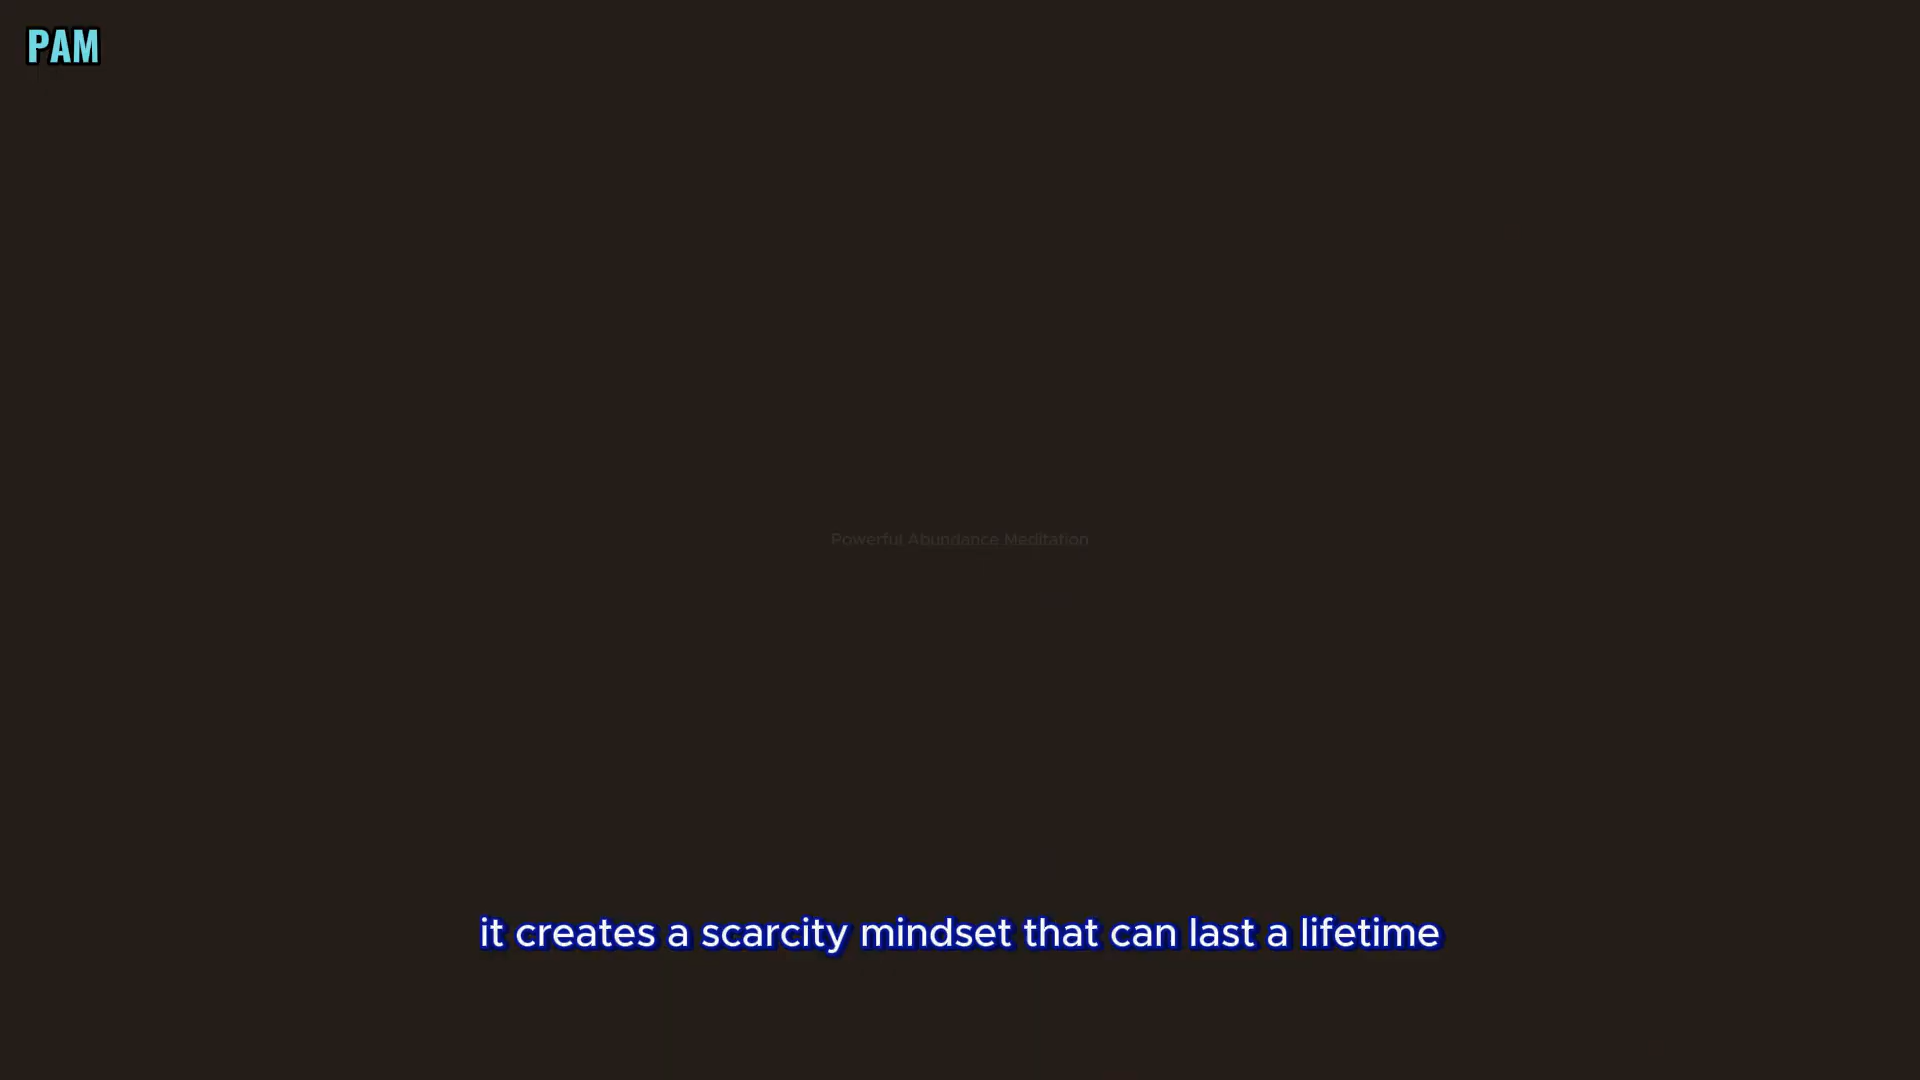 PAM
Powerful Abundance Meditation
it creates a scarcity mindset that can last a lifetime